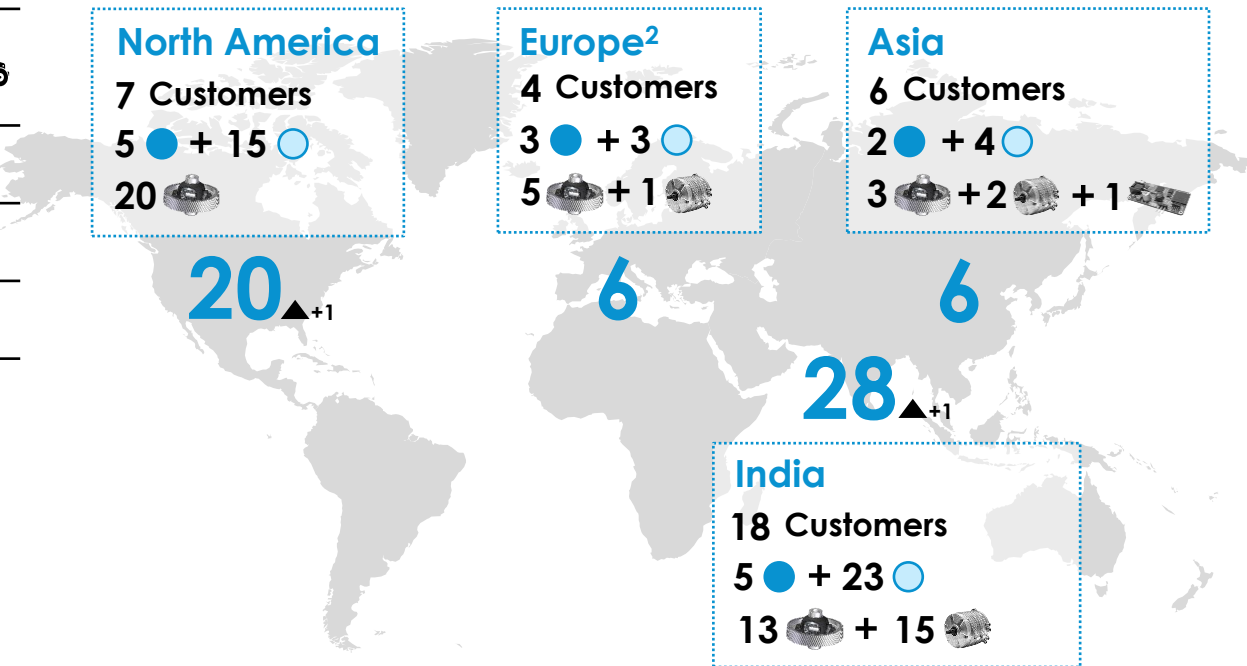 North America
7 Customers
5 + 15
20
20 +1
Europe²
4 Customers
3 + 3
5 + 1
6
Asia
6 Customers
2 + 4
3 + 2 + 1
6
28 +1
India
18 Customers
5 + 23
13 + 15